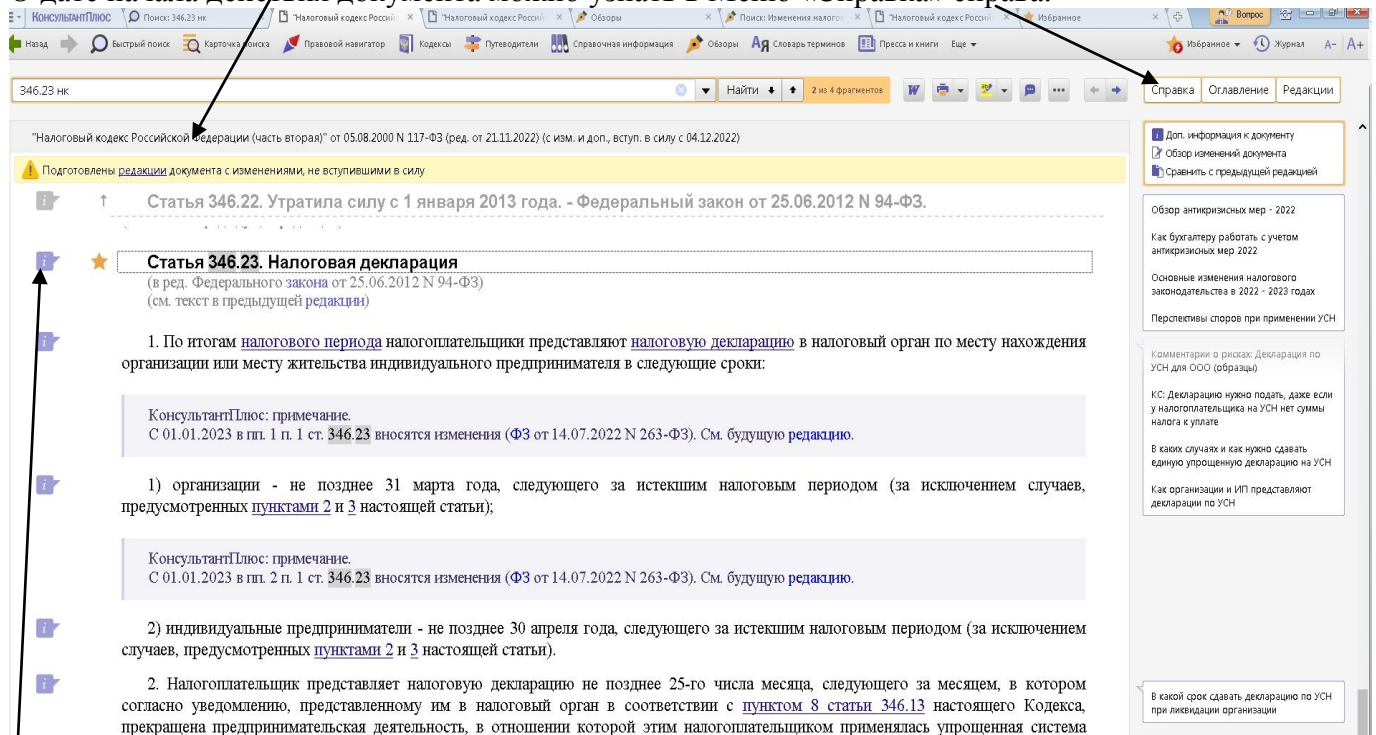 О дате начала действия документа можно узнать в Меню «Справка» справа.
КонсультантПлюс
Поиск: 346.23 нк
"Налоговый кодекс Россий
"Налоговый кодекс Россий
Обзоры
Поиск: Изменения налогов
"Налоговый кодекс Россий
Избранное
Вопрос
Назад
Быстрый поиск
Карточка поиска
Правовой навигатор
Кодексы
Путеводители
Справочная информация
Обзоры
Словарь терминов
Пресса и книги
Еще
Избранное
Журнал
A-
A+
346.23 нк
Найти
2 из 4 фрагментов
Справка
Оглавление
Редакции
"Налоговый кодекс Российской Федерации (часть вторая)" от 05.08.2000 N 117-ФЗ (ред. от 21.11.2022) (с изм. и доп., вступ. в силу с 04.12.2022)
Подготовлены редакции документа с изменениями, не вступившими в силу
Статья 346.22. Утратила силу с 1 января 2013 года. - Федеральный закон от 25.06.2012 N 94-ФЗ.
Статья 346.23. Налоговая декларация
(в ред. Федерального закона от 25.06.2012 N 94-ФЗ)
(см. текст в предыдущей редакции)
1. По итогам налогового периода налогоплательщики представляют налоговую декларацию в налоговый орган по месту нахождения
организации или месту жительства индивидуального предпринимателя в следующие сроки:
КонсультантПлюс: примечание.
С 01.01.2023 в пп. 1 п. 1 ст. 346.23 вносятся изменения (ФЗ от 14.07.2022 N 263-ФЗ). См. будущую редакцию.
1) организации - не позднее 31 марта года, следующего за истекшим налоговым периодом (за исключением случаев,
предусмотренных пунктами 2 и 3 настоящей статьи);
КонсультантПлюс: примечание.
С 01.01.2023 в пп. 2 п. 1 ст. 346.23 вносятся изменения (ФЗ от 14.07.2022 N 263-ФЗ). См. будущую редакцию.
2) индивидуальные предприниматели - не позднее 30 апреля года, следующего за истекшим налоговым периодом (за исключением
случаев, предусмотренных пунктами 2 и 3 настоящей статьи).
2. Налогоплательщик представляет налоговую декларацию не позднее 25-го числа месяца, следующего за месяцем, в котором
согласно уведомлению, представленному им в налоговый орган в соответствии с пунктом 8 статьи 346.13 настоящего Кодекса,
прекращена предпринимательская деятельность, в отношении которой этим налогоплательщиком применялась упрощенная система
Доп. информация к документу
Обзор изменений документа
Сравнить с предыдущей редакцией
Обзор антикризисных мер - 2022
Как бухгалтеру работать с учетом
антикризисных мер 2022
Основные изменения налогового
законодательства в 2022 - 2023 годах
Перспективы споров при применении УСН
Комментарии о рисках: Декларация по
УСН для ООО (образцы)
КС: Декларацию нужно подать, даже если
у налогоплательщика на УСН нет суммы
налога к уплате
В каких случаях и как нужно сдавать
единую упрощенную декларацию на УСН
Как организации и ИП представляют
декларации по УСН
В какой срок сдавать декларацию по УСН
при ликвидации организации